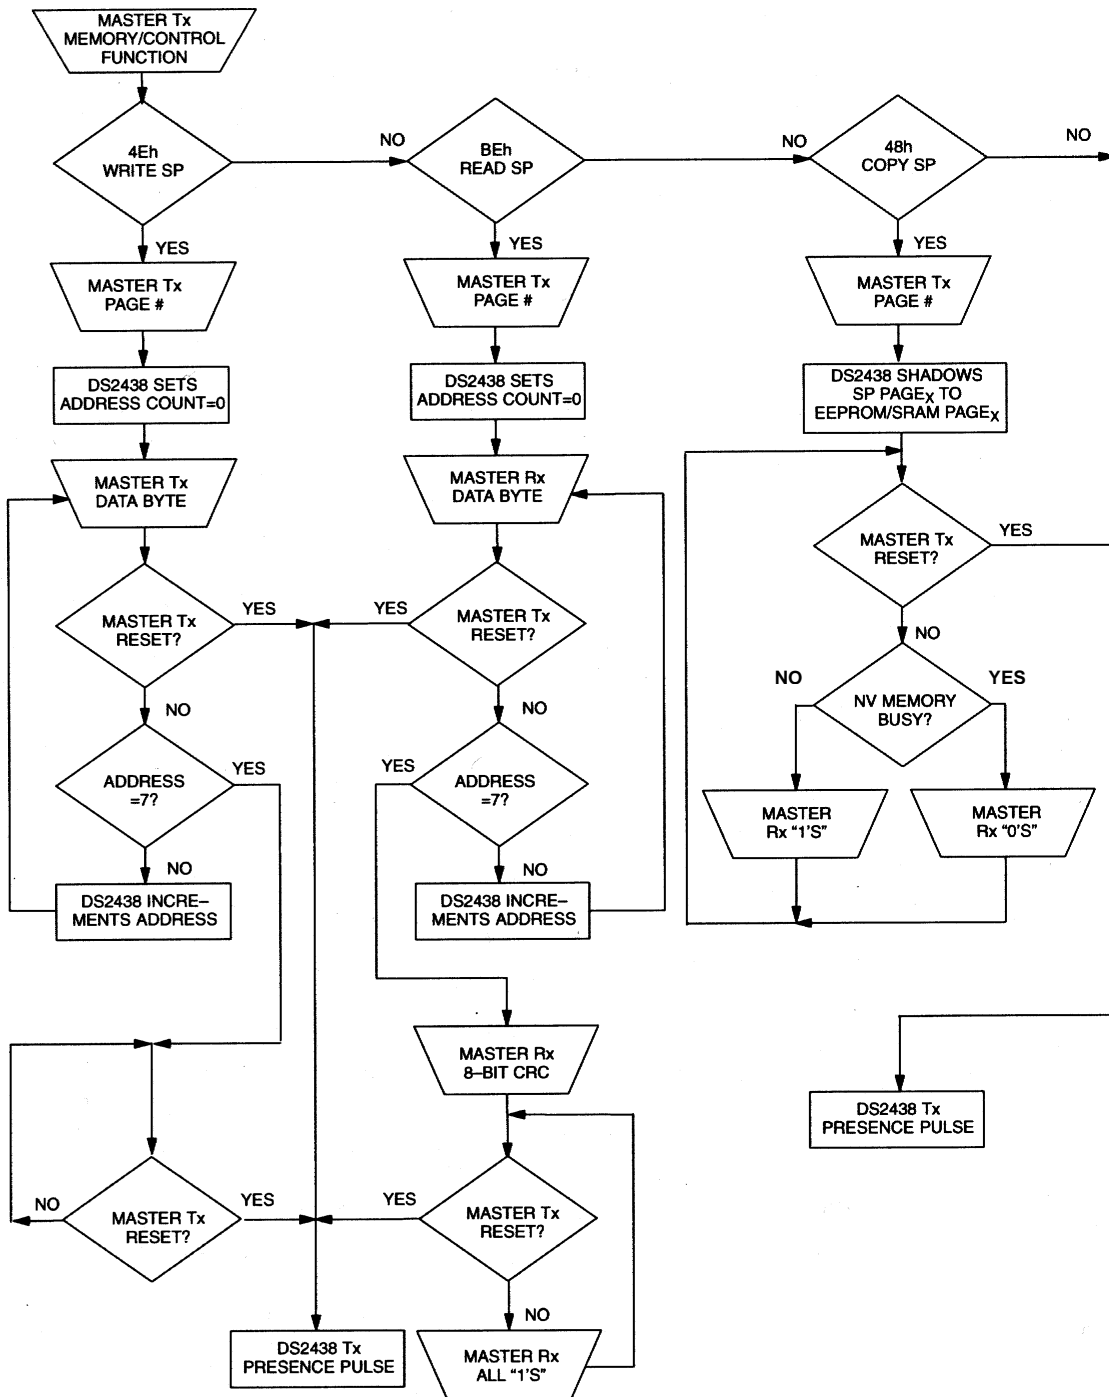 MASTER Tx
MEMORY/CONTROL
FUNCTION
4Eh
WRITE SP
NO
BEh
READ SP
NO
48h
COPY SP
NO
YES
YES
YES
MASTER Tx
PAGE #
MASTER Tx
PAGE #
MASTER Tx
PAGE #
DS2438 SETS
ADDRESS COUNT=0
DS2438 SETS
ADDRESS COUNT=0
DS2438 SHADOWS
SP PAGEX TO
EEPROM/SRAM PAGEX
MASTER Tx
DATA BYTE
MASTER Rx
DATA BYTE
MASTER Tx
RESET?
YES
MASTER Tx
RESET?
YES
YES
MASTER Tx
RESET?
NO
NO
NO
NO
NV MEMORY
BUSY?
YES
ADDRESS
=7?
YES
YES
ADDRESS
=7?
MASTER
Rx “1’S”
MASTER
Rx “0’S”
NO
NO
DS2438 INCRE–
MENTS ADDRESS
DS2438 INCRE–
MENTS ADDRESS
MASTER Rx
8–BIT CRC
DS2438 Tx
PRESENCE PULSE
NO
MASTER Tx
RESET?
YES
YES
MASTER Tx
RESET?
NO
DS2438 Tx
PRESENCE PULSE
MASTER Rx
ALL “1’S”